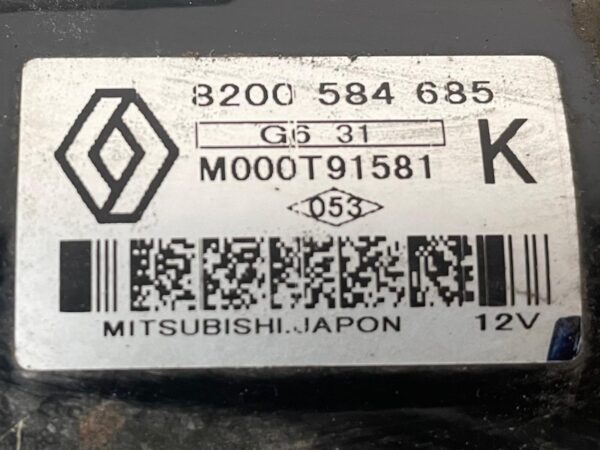 8200 584 685
G6 31
M000T91581 K
053
MITSUBISHI.JAPON 12V